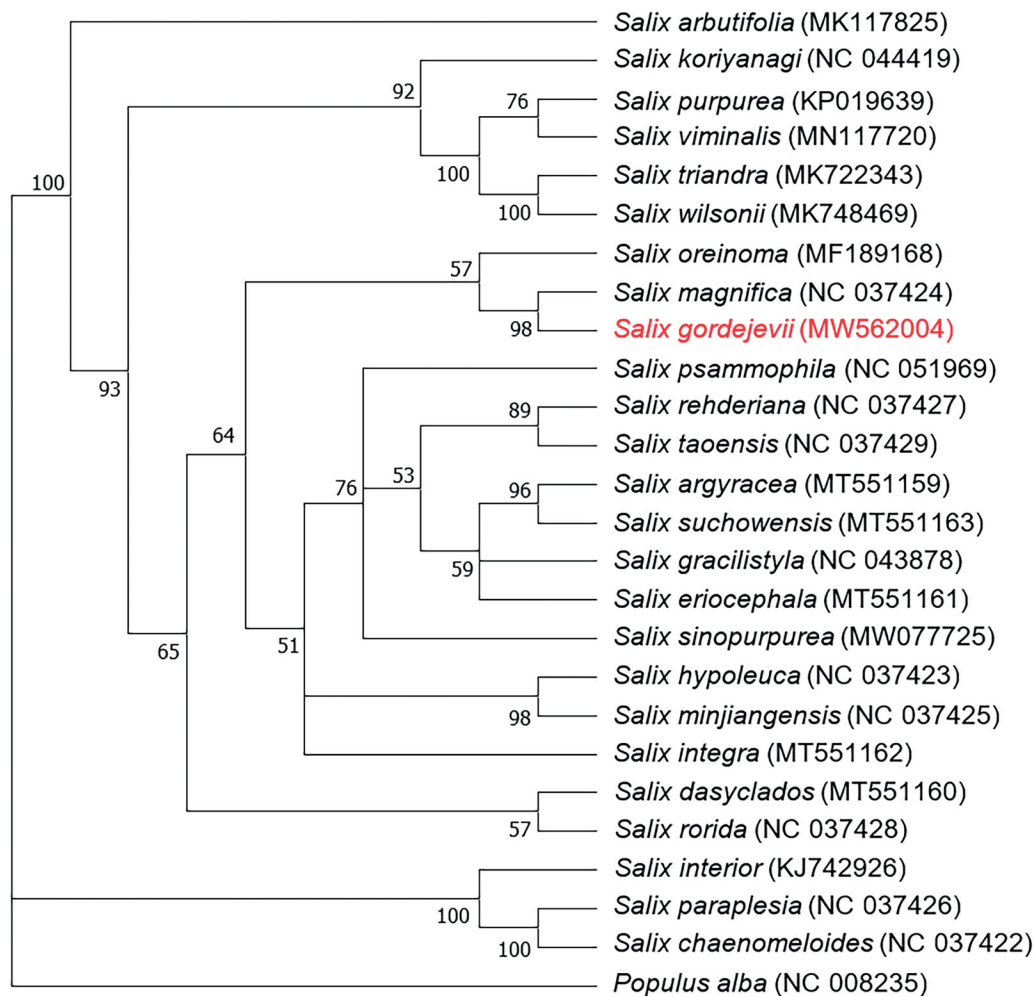 Salix arbutifolia (MK117825)
Salix koriyanagi (NC 044419)
92
76
Salix purpurea (KP019639)
Salix viminalis (MN117720)
100
100
Salix triandra (MK722343)
100
Salix wilsonii (MK748469)
57
Salix oreinoma (MF189168)
Salix magnifica (NC 037424)
98
Salix gordejevii (MW562004)
93
Salix psammophila (NC 051969)
89
Salix rehderiana (NC 037427)
64
Salix taoensis (NC 037429)
76
53
96
Salix argyracea (MT551159)
Salix suchowensis (MT551163)
59
Salix gracilistyla (NC 043878)
Salix eriocephala (MT551161)
65
51
Salix sinopurpurea (MW077725)
Salix hypoleuca (NC 037423)
98
Salix minjiangensis (NC 037425)
Salix integra (MT551162)
Salix dasyclados (MT551160)
57
Salix rorida (NC 037428)
Salix interior (KJ742926)
100
Salix paraplesia (NC 037426)
100
Salix chaenomeloides (NC 037422)
Populus alba (NC 008235)